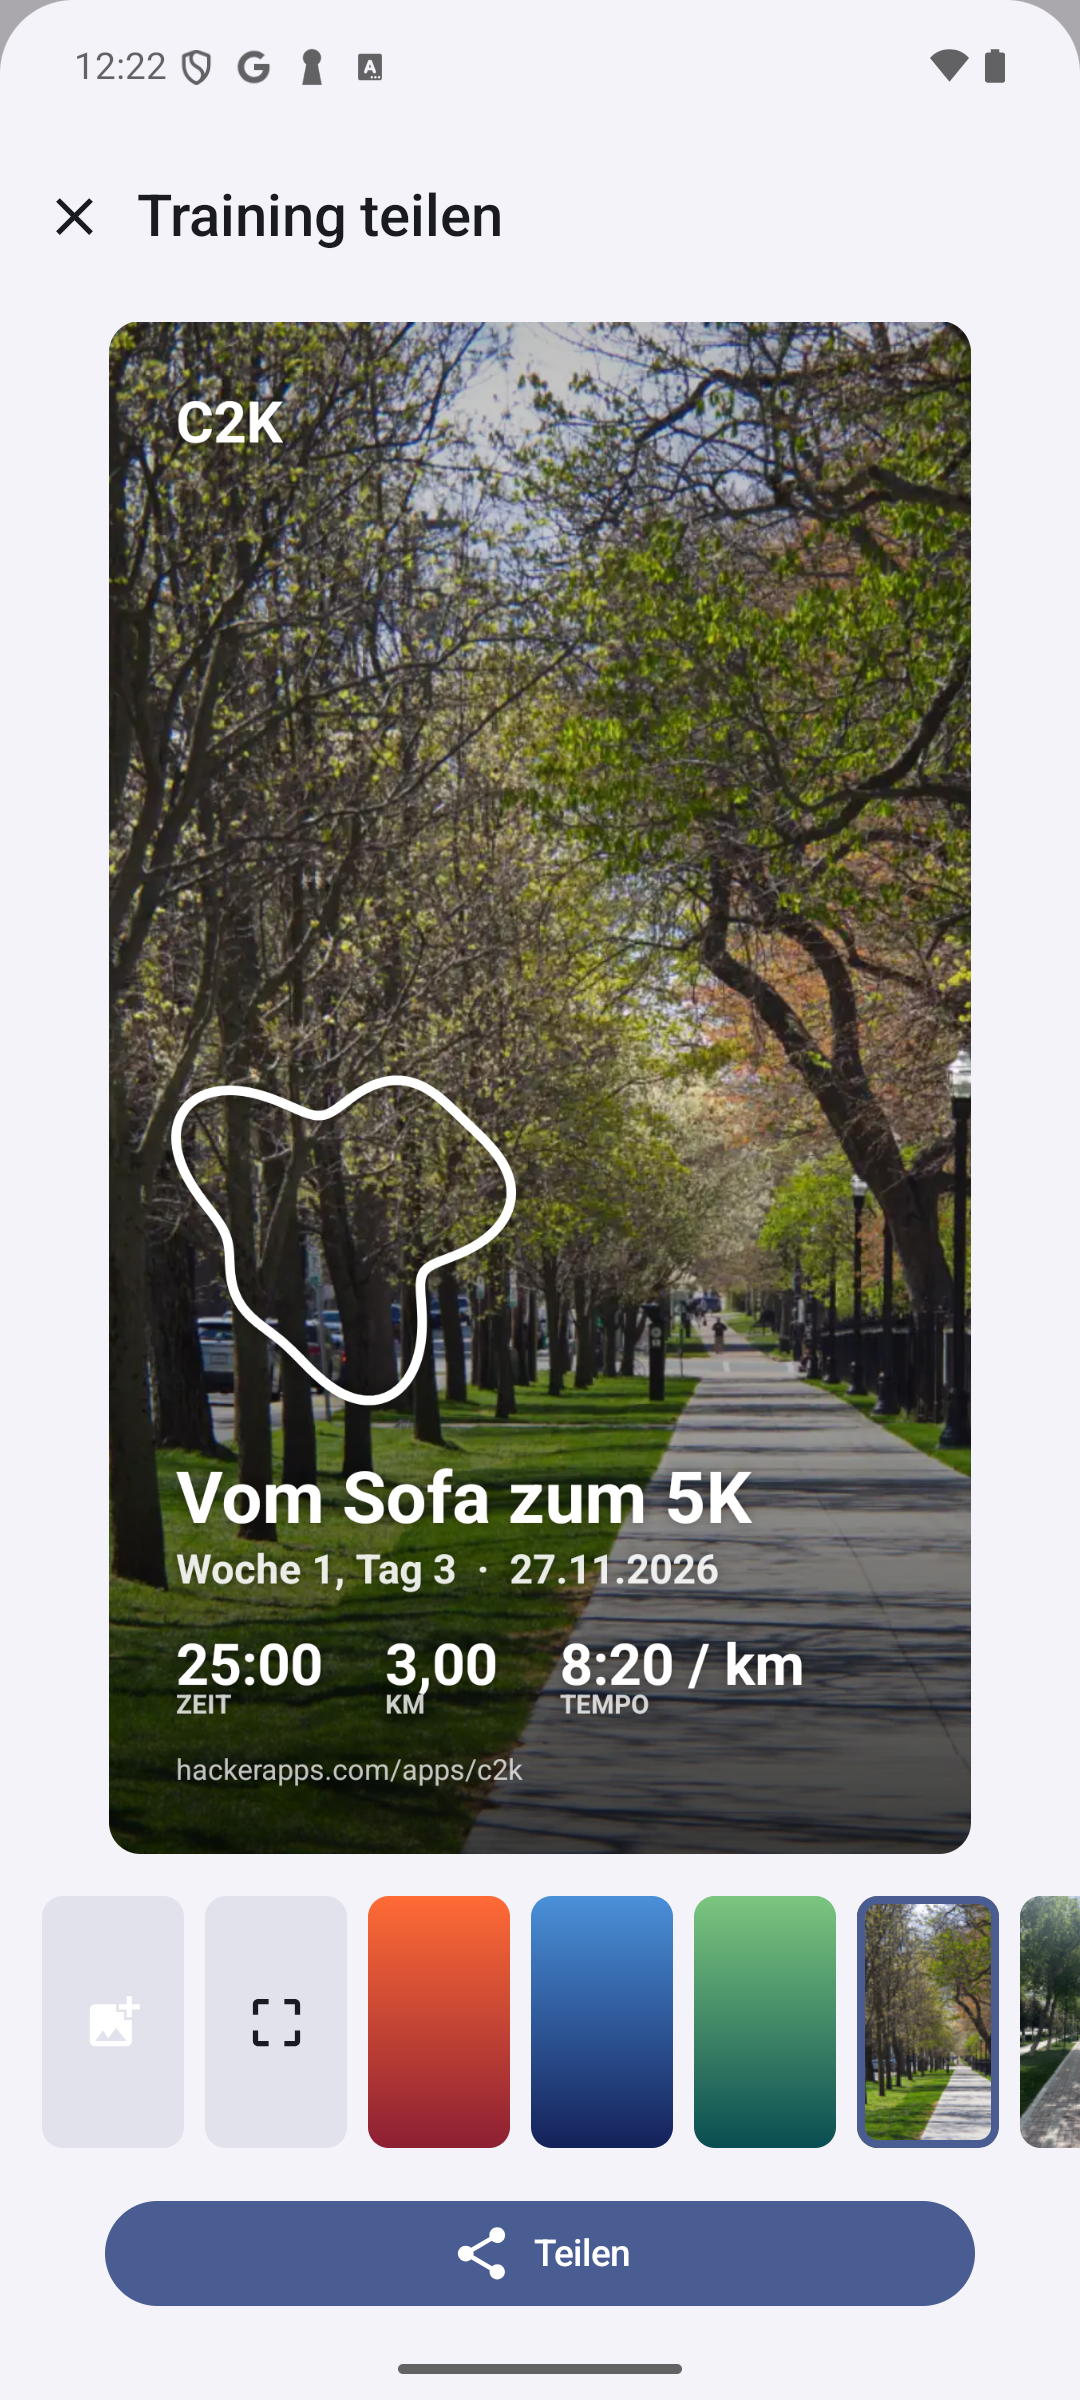 12:22
Training teilen
C2K
Vom Sofa zum 5K
Woche 1, Tag 3 · 27.11.2026
25:00 3,00 8:20 / km
ZEIT KM TEMPO
hackerapps.com/apps/c2k
Teilen